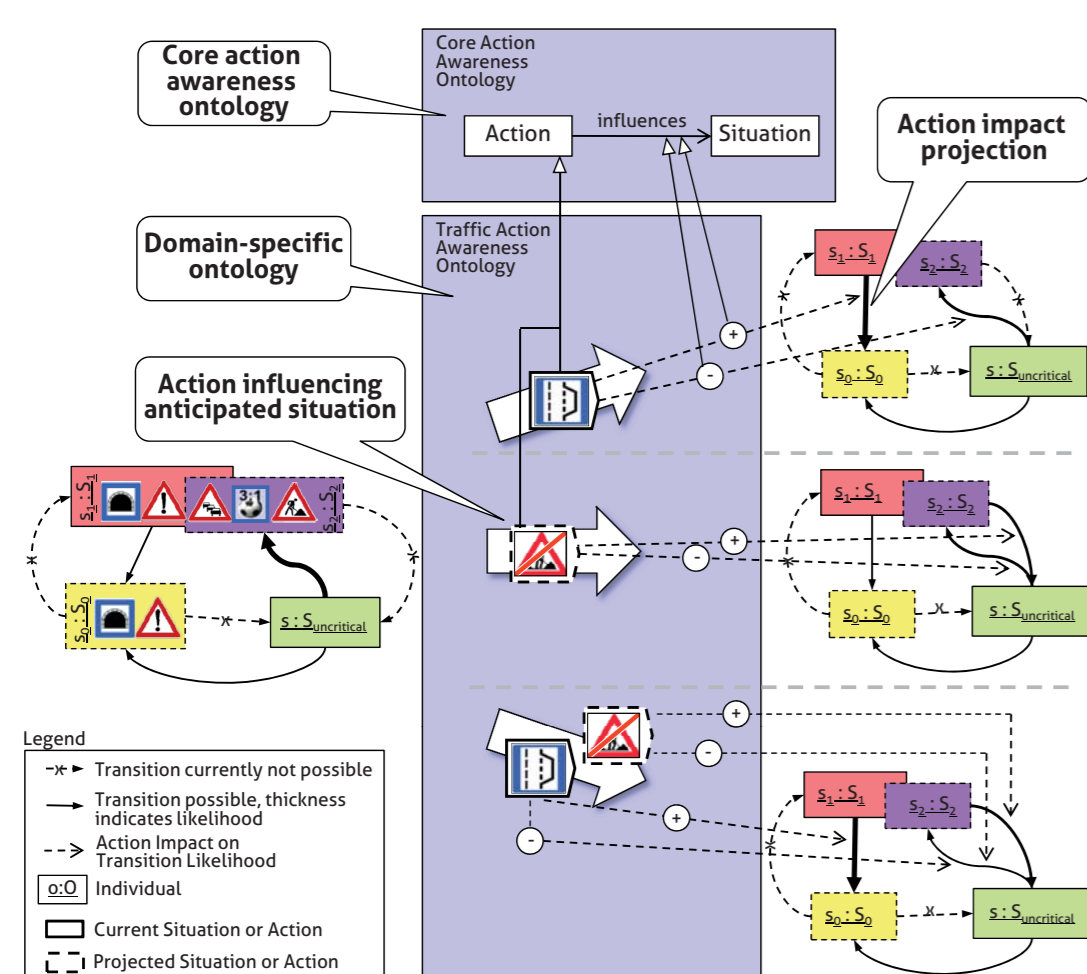 Core Action
Awareness
Ontology
Core action
awareness
ontology
Action
influences
Situation
Action impact
projection
Domain-specific
ontology
Traffic Action
Awareness
Ontology
s1 : S1
s2 : S2
+
-
x
x
s0 : S0
x
s : Suncritical
Action influencing
anticipated situation
s1 : S1
3:1
s2 : S2
x
x
s0 : S0
x
s : Suncritical
+
-
s1 : S1
s2 : S2
x
s0 : S0
x
s : Suncritical
+
-
+
-
s1 : S1
s2 : S2
x
s0 : S0
x
s : Suncritical
Legend
x Transition currently not possible
Transition possible, thickness
indicates likelihood
Action Impact on
Transition Likelihood
o:O Individual
Current Situation or Action
Projected Situation or Action